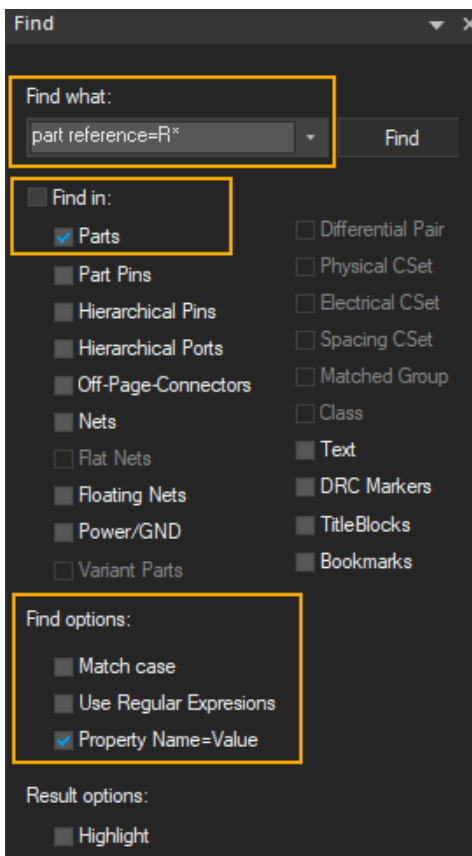 Find
Find what:
part reference=R*
Find
Find in:
Parts
Part Pins
Hierarchical Pins
Hierarchical Ports
Off-Page-Connectors
Nets
Flat Nets
Floating Nets
Power/GND
Variant Parts
Differential Pair
Physical CSet
Electrical CSet
Spacing CSet
Matched Group
Class
Text
DRC Markers
TitleBlocks
Bookmarks
Find options:
Match case
Use Regular Expresions
Property Name=Value
Result options:
Highlight